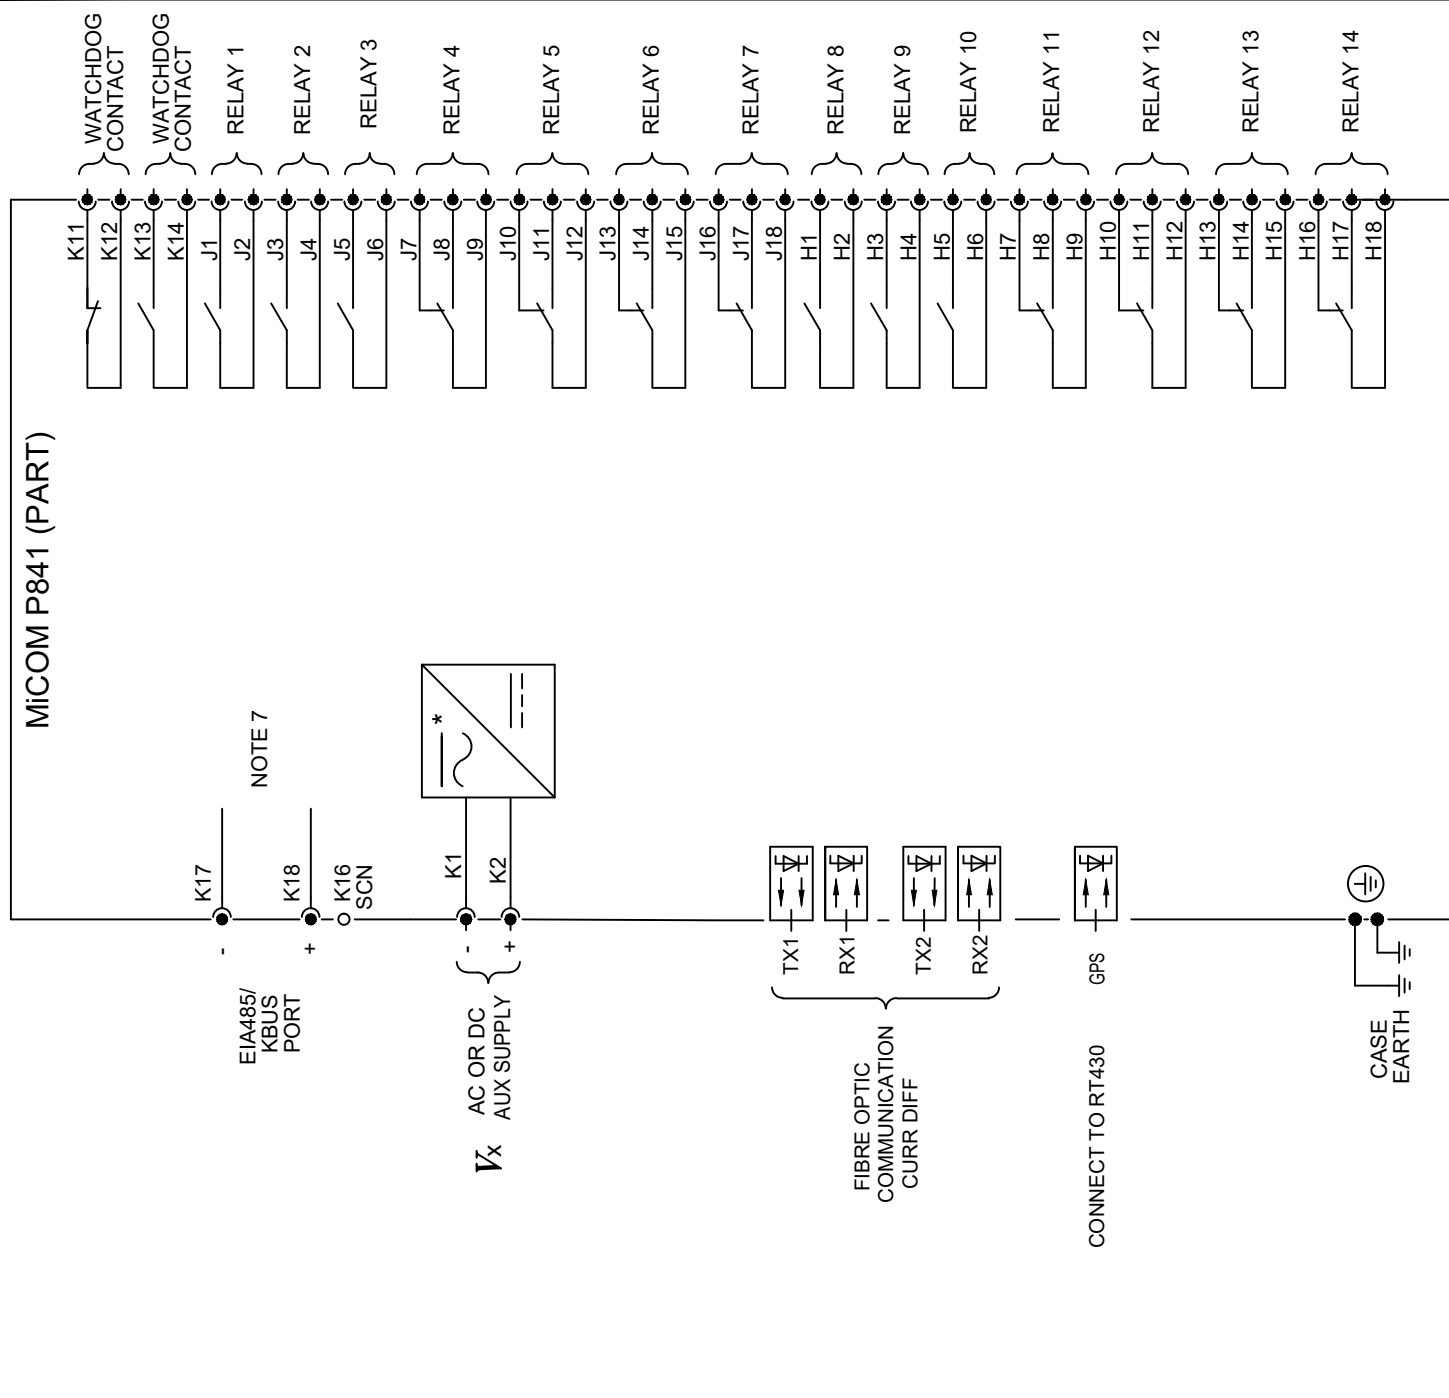 MiCOM P841 (PART)
WATCHDOG
CONTACT
WATCHDOG
CONTACT
RELAY 1
RELAY 2
RELAY 3
RELAY 4
RELAY 5
RELAY 6
RELAY 7
RELAY 8
RELAY 9
RELAY 10
RELAY 11
RELAY 12
RELAY 13
RELAY 14
K11
K12
K13
K14
J1
J2
J3
J4
J5
J6
J7
J8
J9
J10
J11
J12
J13
J14
J15
J16
J17
J18
H1
H2
H3
H4
H5
H6
H7
H8
H9
H10
H11
H12
H13
H14
H15
H16
H17
H18
NOTE 7
*
K17
K18
K16
SCN
K1
K2
-
+
-
+
EIA485/
KBUS
PORT
Vx
AC OR DC
AUX SUPPLY
TX1
RX1
TX2
RX2
GPS
FIBRE OPTIC
COMMUNICATION
CURR DIFF
CONNECT TO RT430
CASE
EARTH